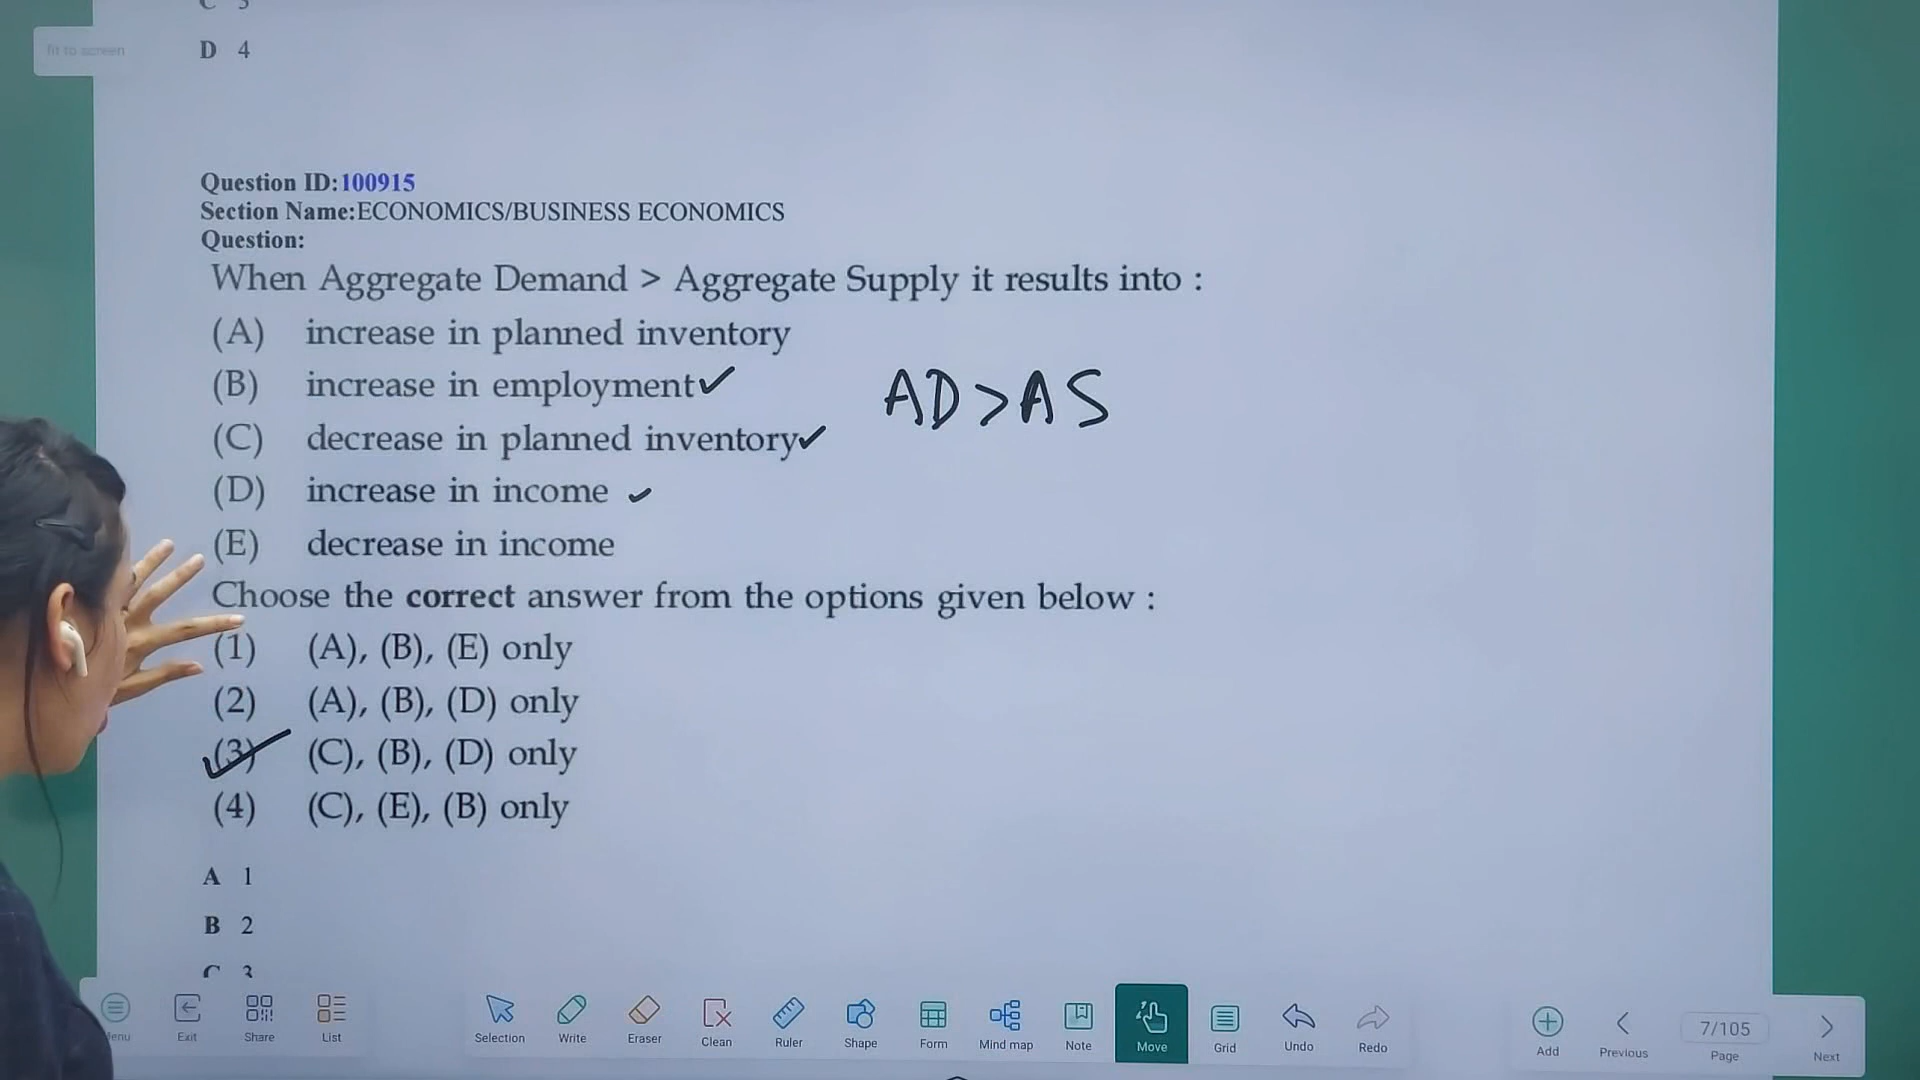 fit to screen
D 4
Question ID:100915
Section Name:ECONOMICS/BUSINESS ECONOMICS
Question:
When Aggregate Demand > Aggregate Supply it results into :
(A) increase in planned inventory
(B) increase in employment✓
(C) decrease in planned inventory✓
AD>AS
(D) increase in income ✓
(E) decrease in income
Choose the correct answer from the options given below :
(1) (A), (B), (E) only
(2) (A), (B), (D) only
(3) (C), (B), (D) only
(4) (C), (E), (B) only
A 1
B 2
C 3
Exit Share List Selection Write Eraser Clean Ruler Shape Form Mind map Note Move Grid Undo Redo Add Previous 7/105 Page Next